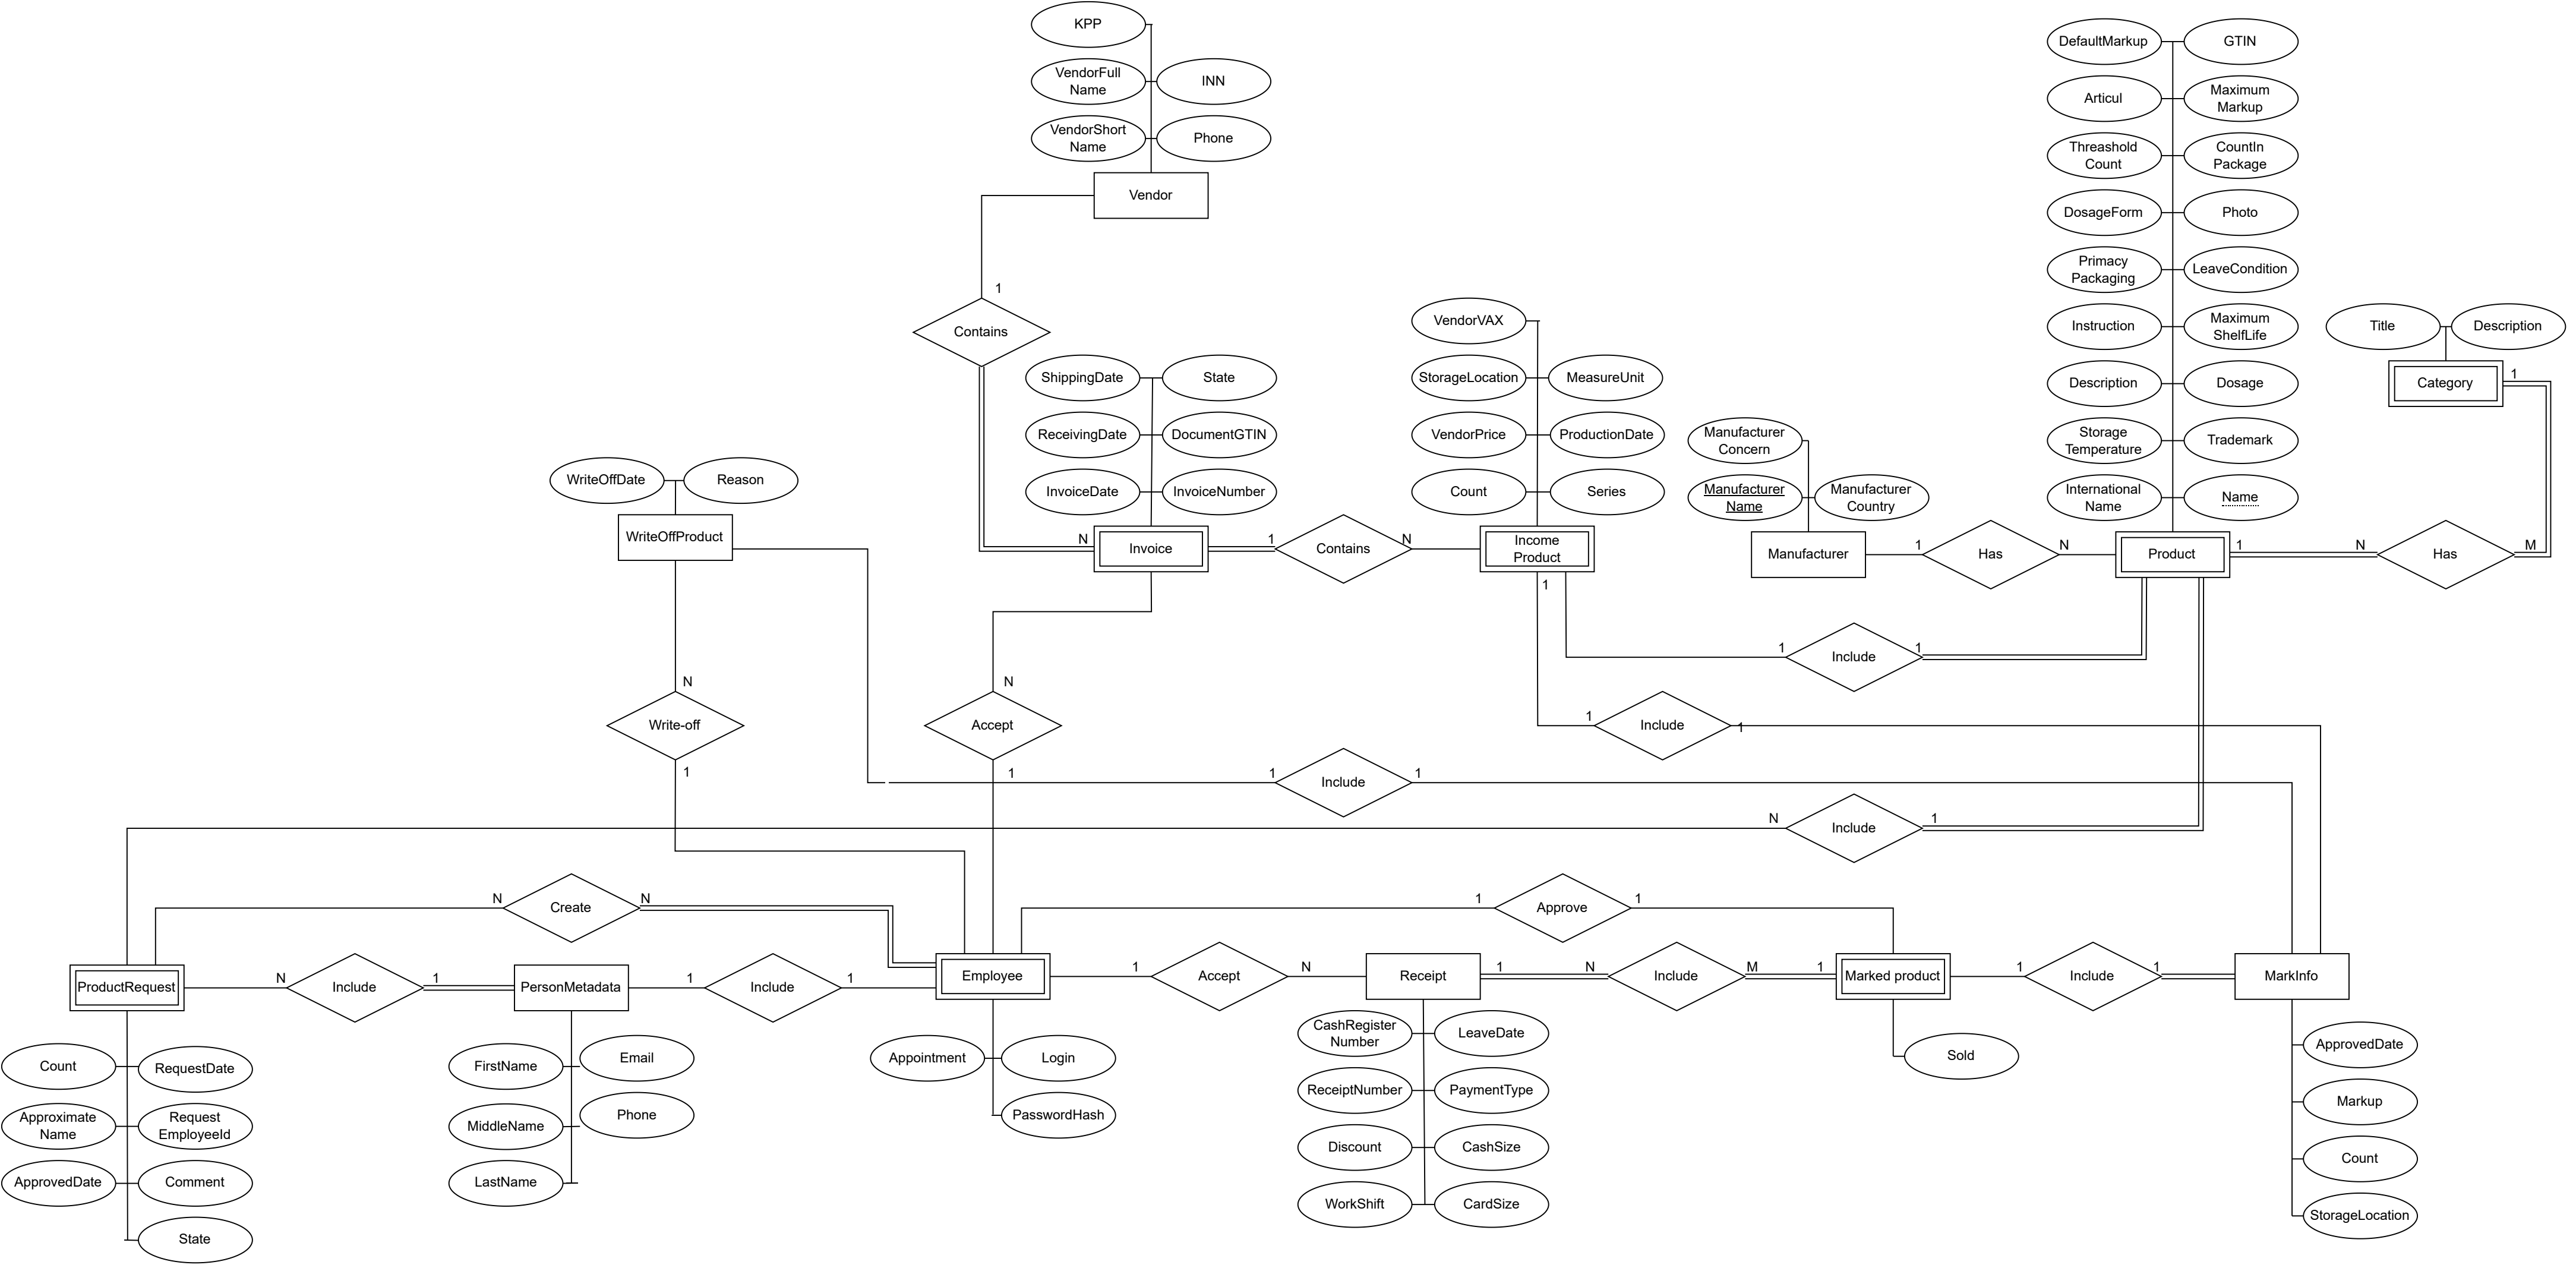 KPP
VendorFull
Name
INN
VendorShort
Name
Phone
Vendor
1
Contains
DefaultMarkup
GTIN
Articul
Maximum
Markup
Threashold
Count
CountIn
Package
DosageForm
Photo
Primacy
Packaging
LeaveCondition
Instruction
Maximum
ShelfLife
Description
Dosage
Storage
Temperature
Trademark
International
Name
Name
Title
Description
Category
1
VendorVAX
StorageLocation
MeasureUnit
VendorPrice
ProductionDate
Count
Series
ShippingDate
State
ReceivingDate
DocumentGTIN
InvoiceDate
InvoiceNumber
Manufacturer
Concern
Manufacturer
Name
Manufacturer
Country
WriteOffDate
Reason
WriteOffProduct
N
Invoice
1
Contains
N
Income
Product
1
Manufacturer
1
Has
N
Product
1
N
Has
M
1
Include
1
N
Write-off
1
N
Accept
1
1
Include
1
1
Include
1
N
Include
1
N
Create
N
1
Approve
1
ProductRequest
N
Include
1
PersonMetadata
1
Include
1
Employee
1
Accept
N
Receipt
1
N
Include
M
1
Marked product
1
Include
1
MarkInfo
Count
RequestDate
Approximate
Name
Request
EmployeeId
ApprovedDate
Comment
State
FirstName
Email
MiddleName
Phone
LastName
Appointment
Login
PasswordHash
CashRegister
Number
LeaveDate
ReceiptNumber
PaymentType
Discount
CashSize
WorkShift
CardSize
Sold
ApprovedDate
Markup
Count
StorageLocation